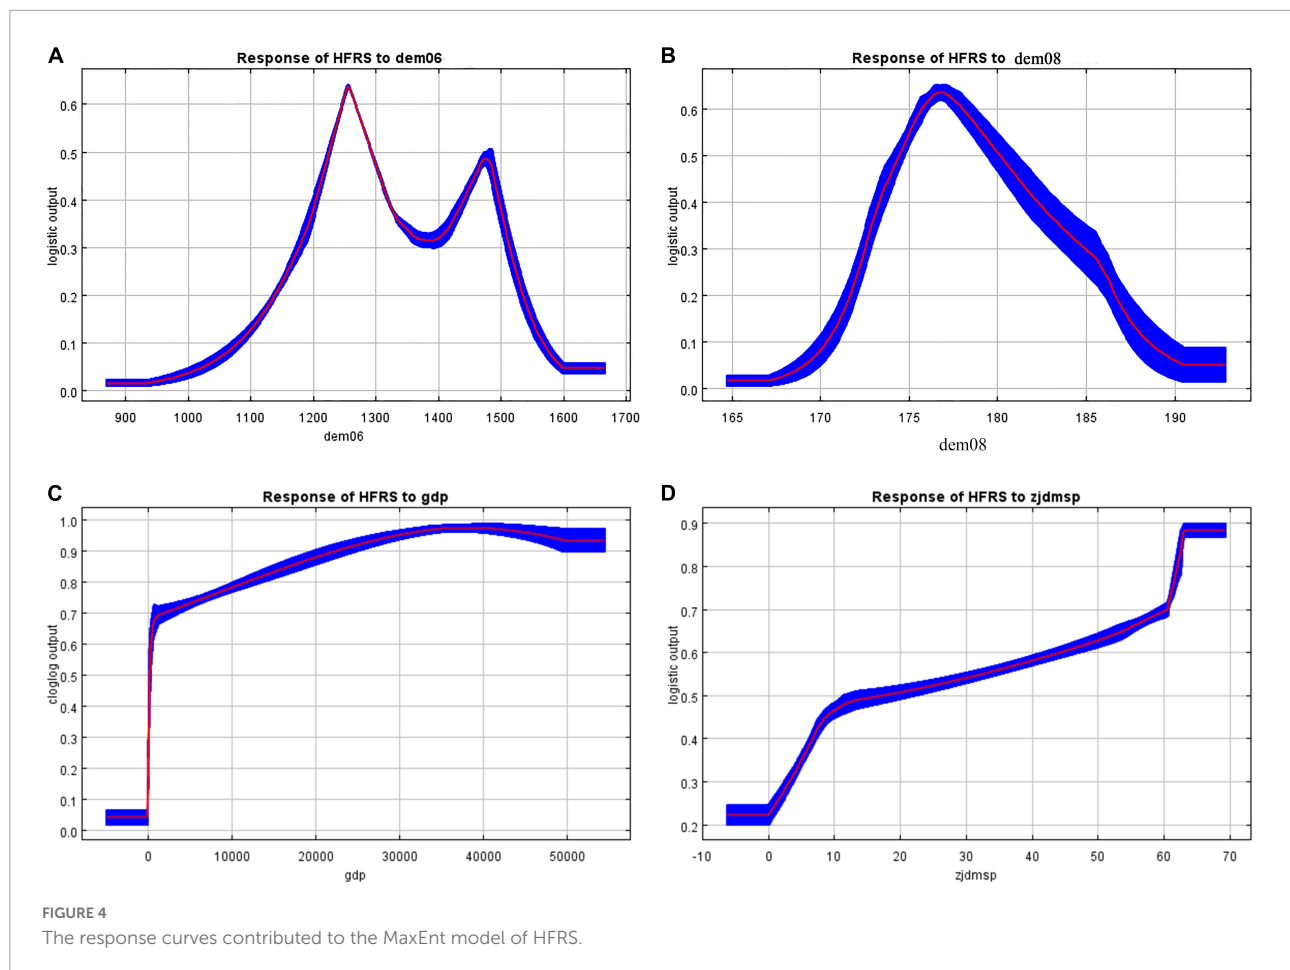 A
Response of HFRS to dem06
logistic output
0.6
0.5
0.4
0.3
0.2
0.1
0.0
900 1000 1100 1200 1300 1400 1500 1600 1700
dem06
B
Response of HFRS to dem08
logistic output
0.6
0.5
0.4
0.3
0.2
0.1
0.0
165 170 175 180 185 190
dem08
C
Response of HFRS to gdp
cloglog output
1.0
0.9
0.8
0.7
0.6
0.5
0.4
0.3
0.2
0.1
0.0
0 10000 20000 30000 40000 50000
gdp
D
Response of HFRS to zjdmsp
logistic output
0.9
0.8
0.7
0.6
0.5
0.4
0.3
0.2
-10 0 10 20 30 40 50 60 70
zjdmsp
FIGURE 4
The response curves contributed to the MaxEnt model of HFRS.